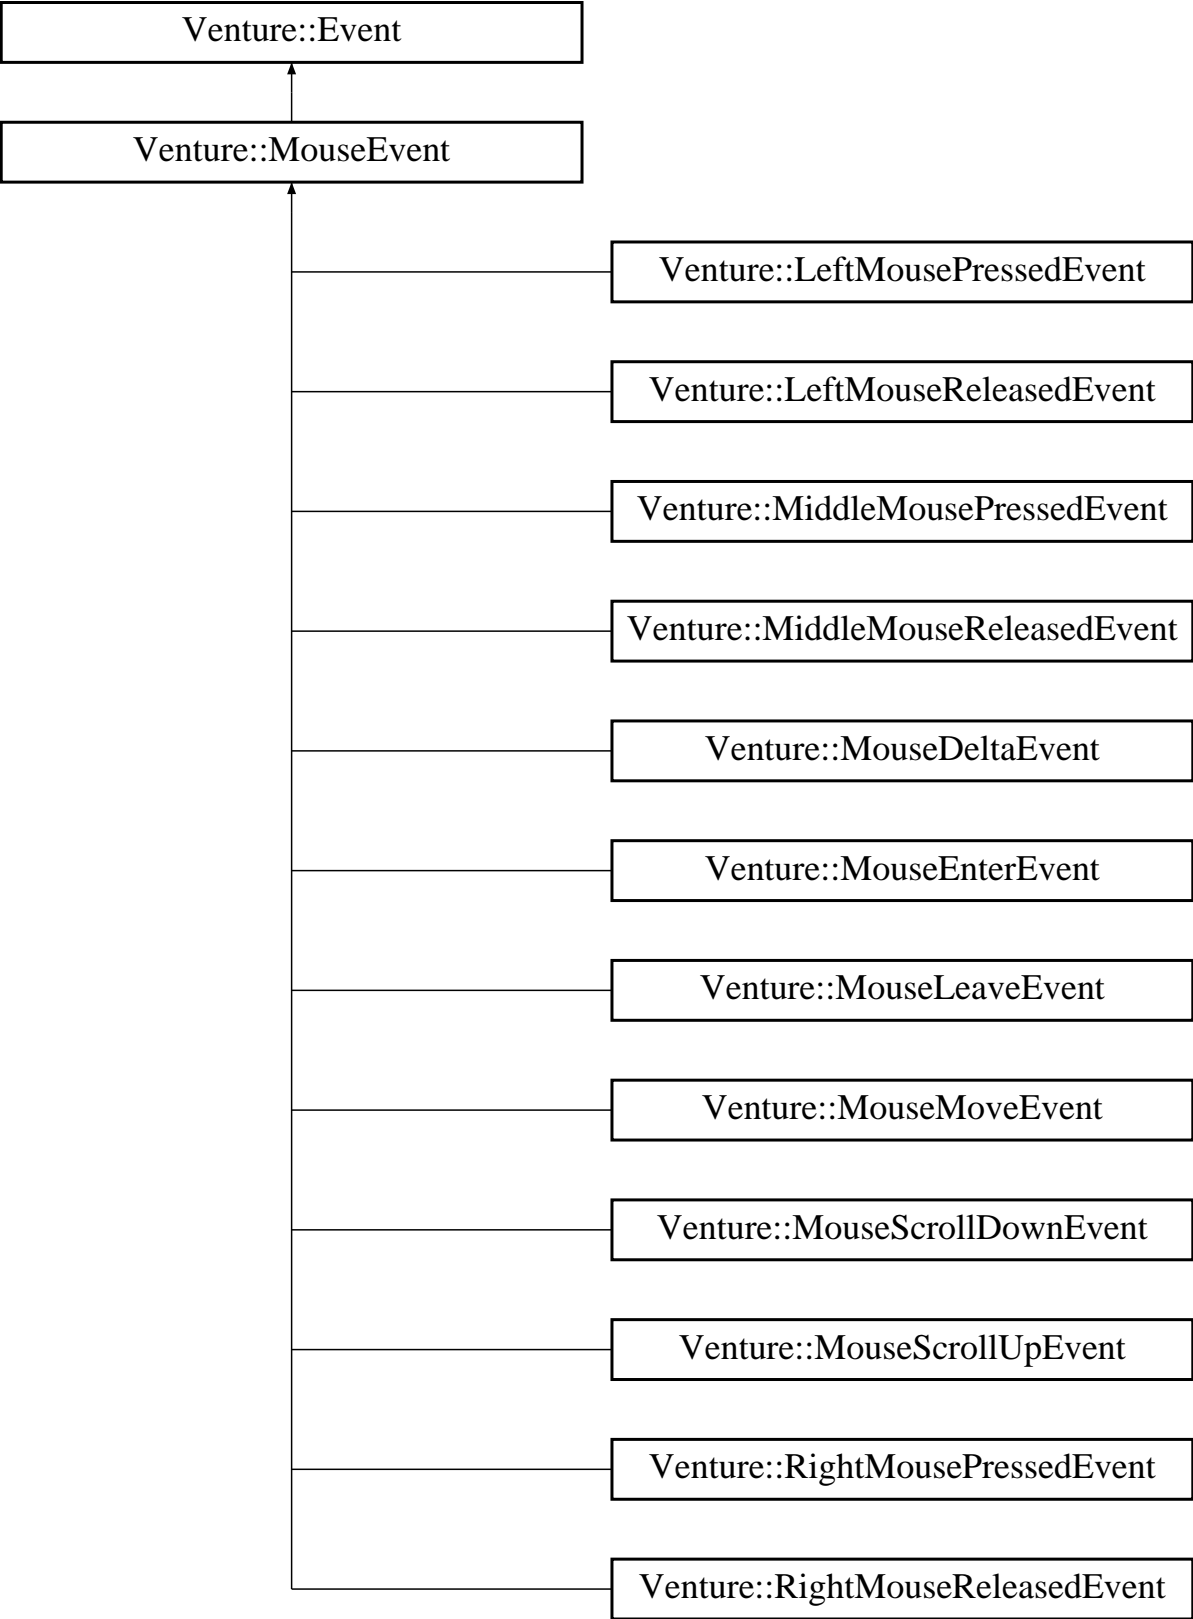 Venture::Event
Venture::MouseEvent
Venture::LeftMousePressedEvent
Venture::LeftMouseReleasedEvent
Venture::MiddleMousePressedEvent
Venture::MiddleMouseReleasedEvent
Venture::MouseDeltaEvent
Venture::MouseEnterEvent
Venture::MouseLeaveEvent
Venture::MouseMoveEvent
Venture::MouseScrollDownEvent
Venture::MouseScrollUpEvent
Venture::RightMousePressedEvent
Venture::RightMouseReleasedEvent